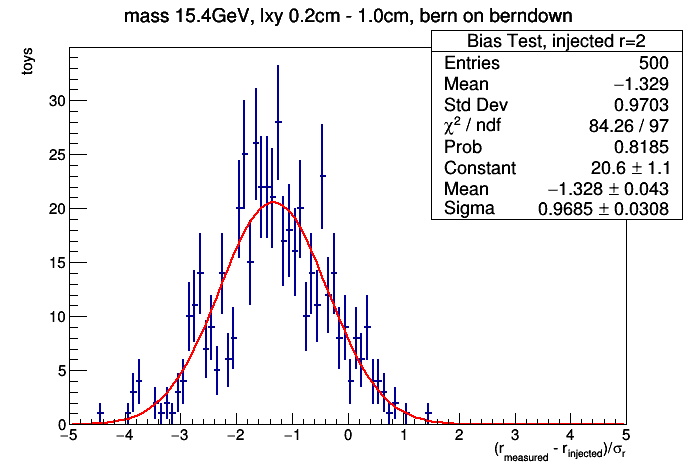 mass 15.4GeV, lxy 0.2cm - 1.0cm, bern on berndown
Bias Test, injected r=2
Entries 500
Mean −1.329
Std Dev 0.9703
χ² / ndf 84.26 / 97
Prob 0.8185
Constant 20.6 ± 1.1
Mean −1.328 ± 0.043
Sigma 0.9685 ± 0.0308
toys
30
25
20
15
10
5
0
−5 −4 −3 −2 −1 0 1 2 3 4 5
(r_measured - r_injected)/σ_r